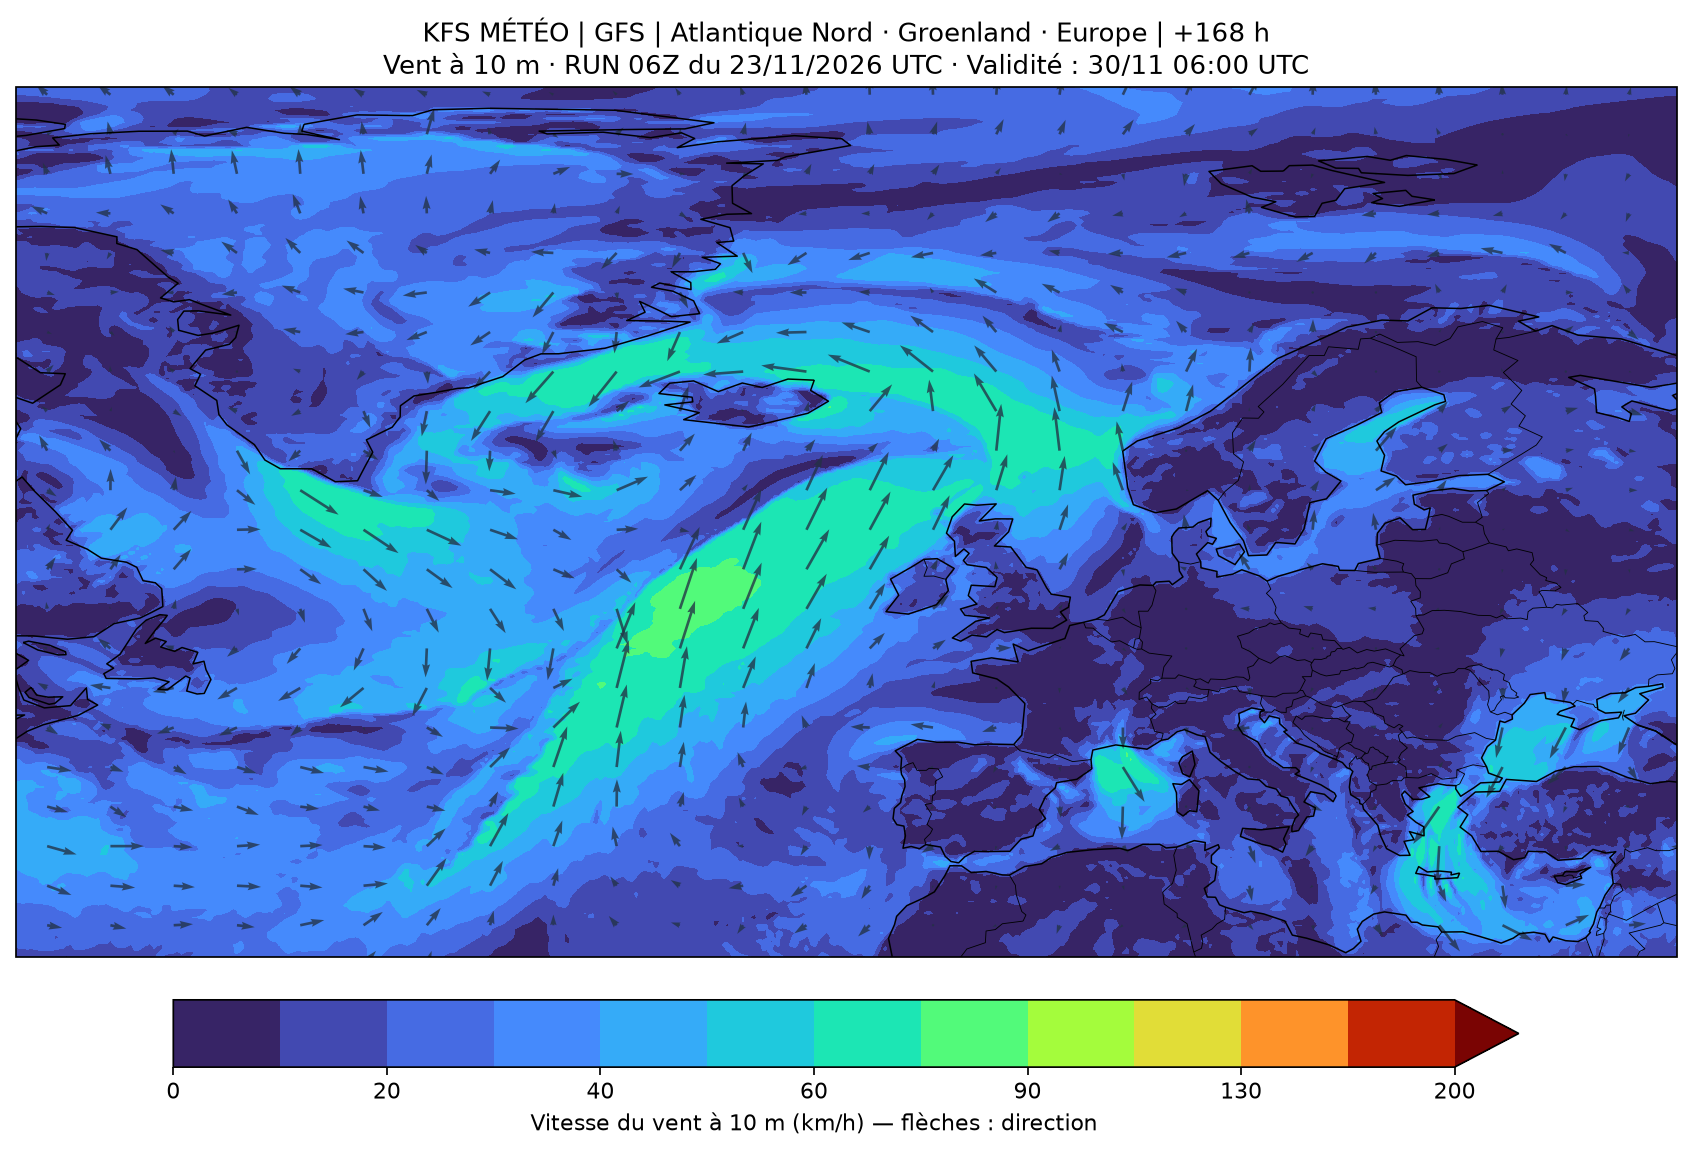 KFS MÉTÉO | GFS | Atlantique Nord · Groenland · Europe | +168 h
Vent à 10 m · RUN 06Z du 23/11/2026 UTC · Validité : 30/11 06:00 UTC
0 20 40 60 90 130 200
Vitesse du vent à 10 m (km/h) — flèches : direction